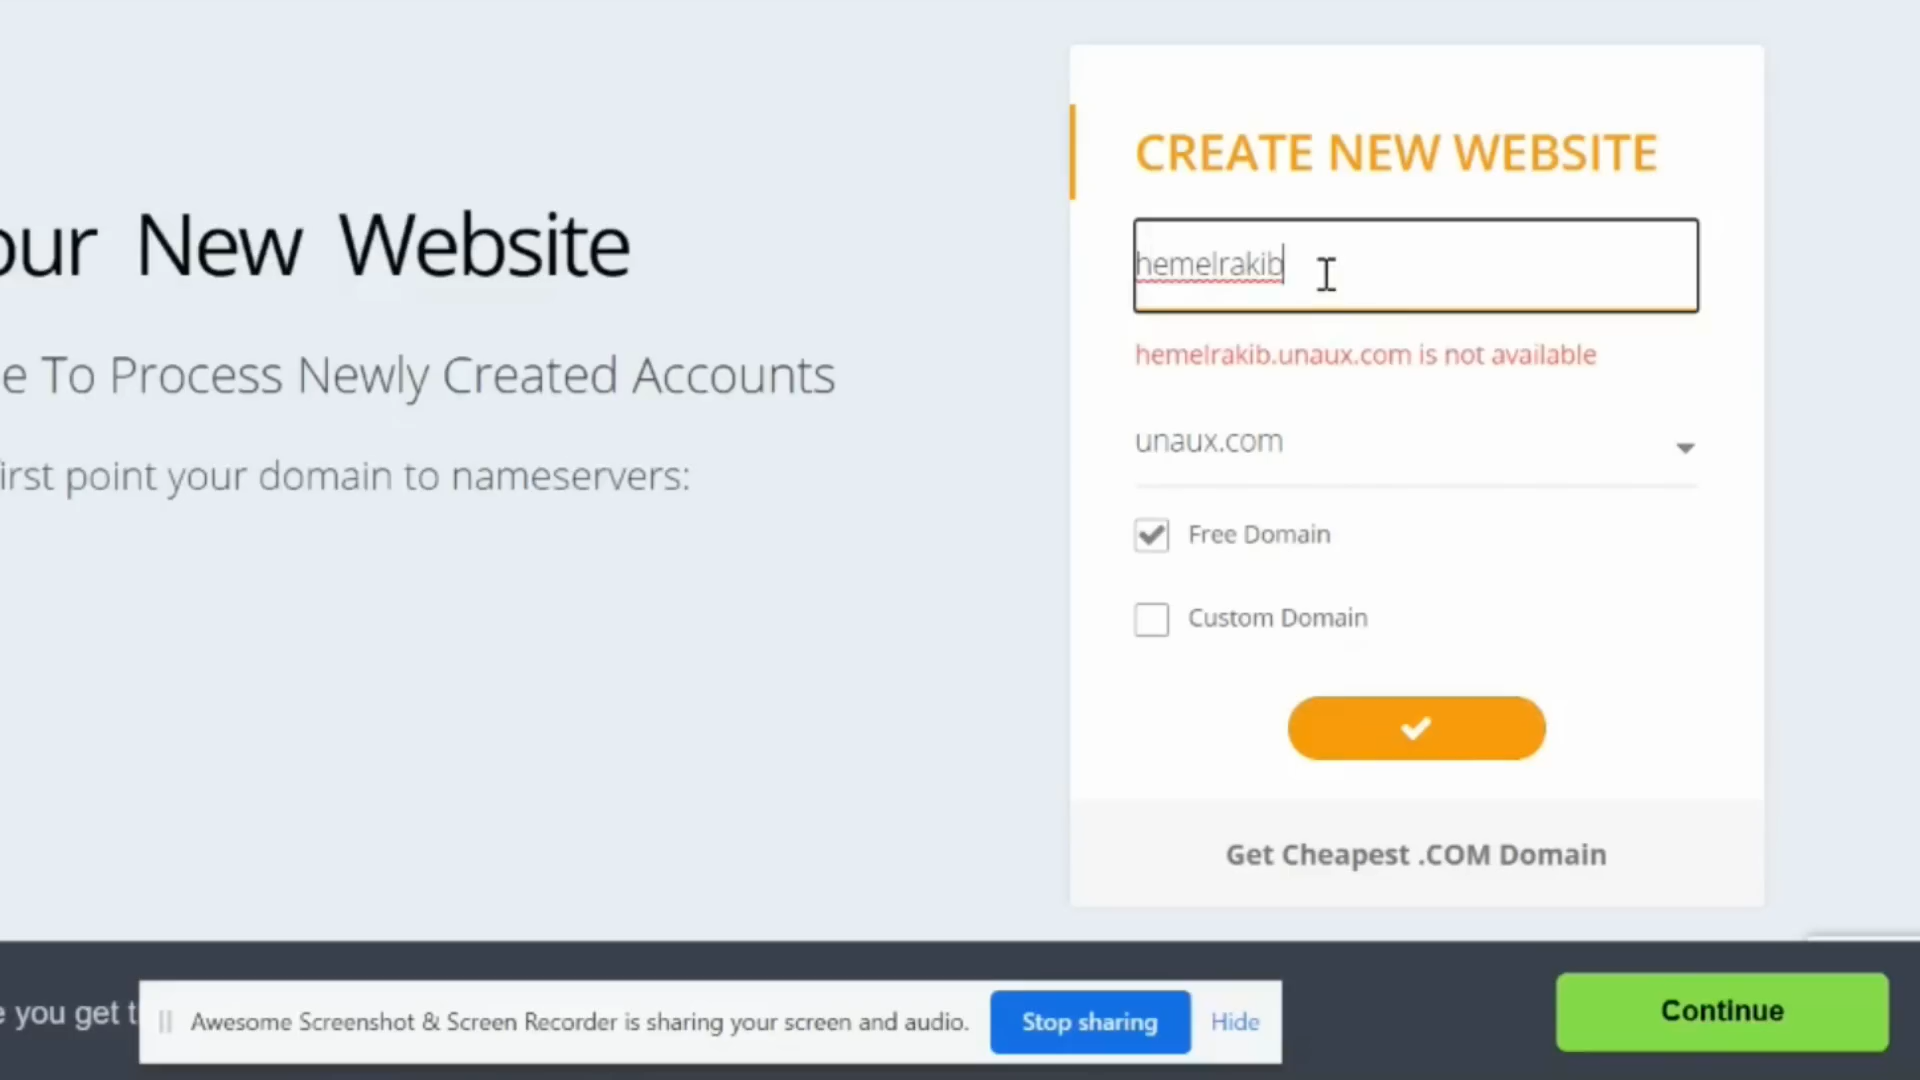 CREATE NEW WEBSITE
our New Website
hemelrakib
hemelrakib.unaux.com is not available
e To Process Newly Created Accounts
unaux.com
irst point your domain to nameservers:
Free Domain
Custom Domain
Get Cheapest .COM Domain
e you get t
Awesome Screenshot & Screen Recorder is sharing your screen and audio.
Stop sharing
Hide
Continue